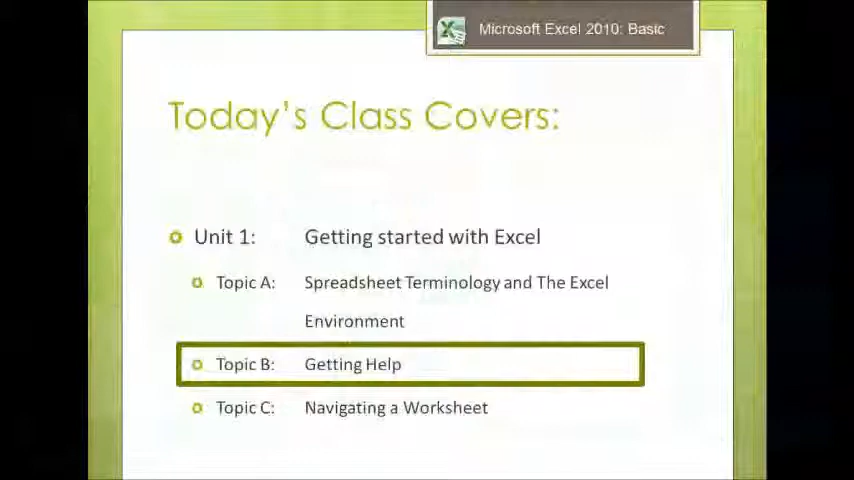 Microsoft Excel 2010: Basic
Today's Class Covers:
Unit 1: Getting started with Excel
Topic A: Spreadsheet Terminology and The Excel
Environment
Topic B: Getting Help
Topic C: Navigating a Worksheet